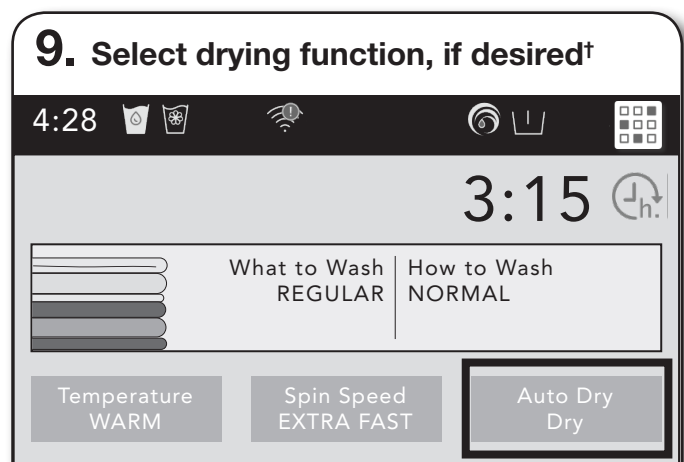 9. Select drying function, if desired†
4:28
3:15 h.
What to Wash
REGULAR
How to Wash
NORMAL
Temperature
WARM
Spin Speed
EXTRA FAST
Auto Dry
Dry